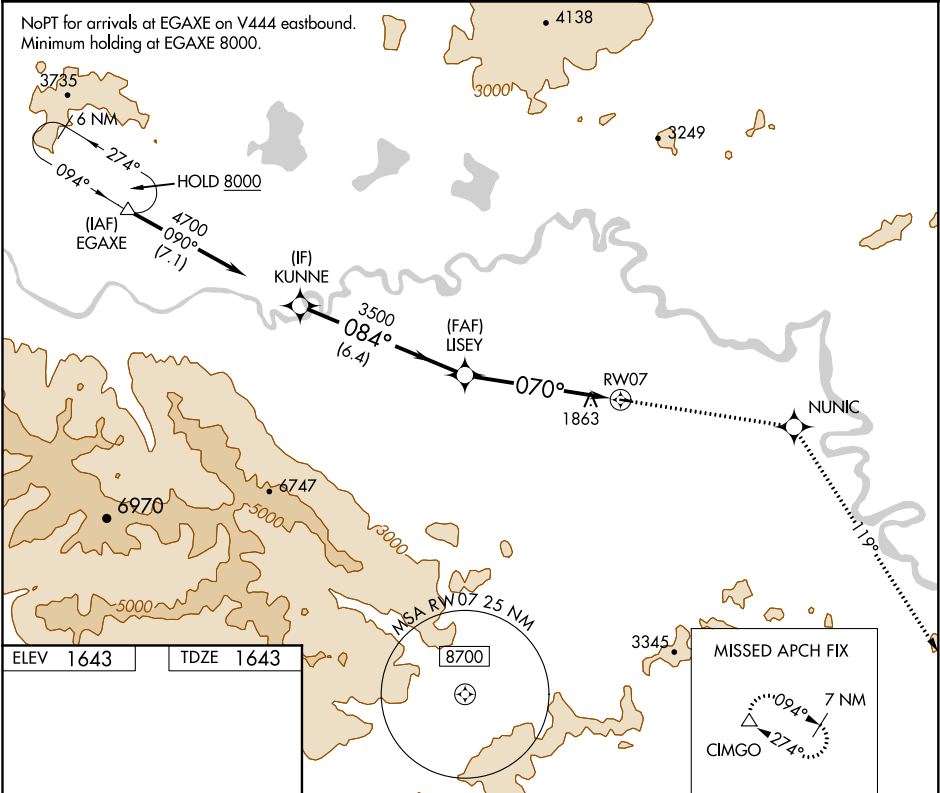 NoPT for arrivals at EGAXE on V444 eastbound.
Minimum holding at EGAXE 8000.
4138
3735
3000
6 NM
3249
274°
094°
HOLD 8000
(IAF)
EGAXE
4700
090°
(7.1)
(IF)
KUNNE
3500
084°
(6.4)
(FAF)
LISEY
070°
RW07
1863
NUNIC
6747
6970
5000
3000
119°
5000
MSA RW07 25 NM
8700
ELEV 1643
TDZE 1643
3345
MISSED APCH FIX
7 NM
094°
CIMGO
274°